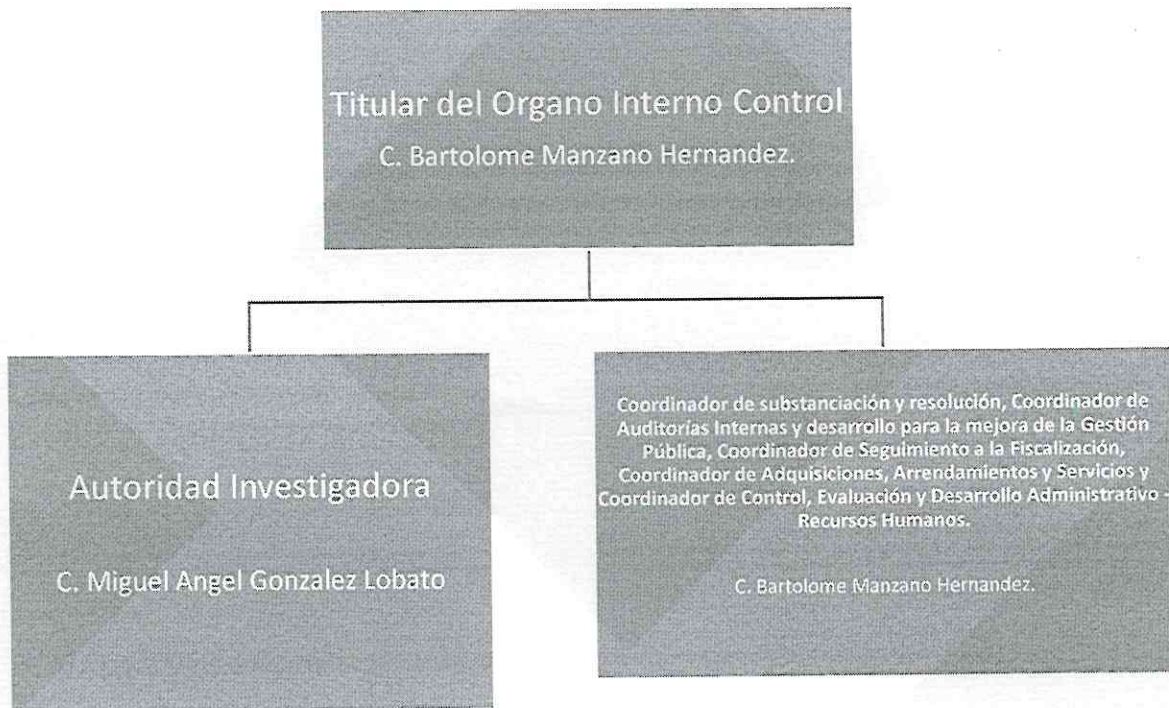 Titular del Organo Interno Control
C. Bartolome Manzano Hernandez.
Autoridad Investigadora
C. Miguel Angel Gonzalez Lobato
Coordinador de substanciación y resolución, Coordinador de
Auditorías Internas y desarrollo para la mejora de la Gestión
Pública, Coordinador de Seguimiento a la Fiscalización,
Coordinador de Adquisiciones, Arrendamientos y Servicios y
Coordinador de Control, Evaluación y Desarrollo Administrativo -
Recursos Humanos.
C. Bartolome Manzano Hernandez.